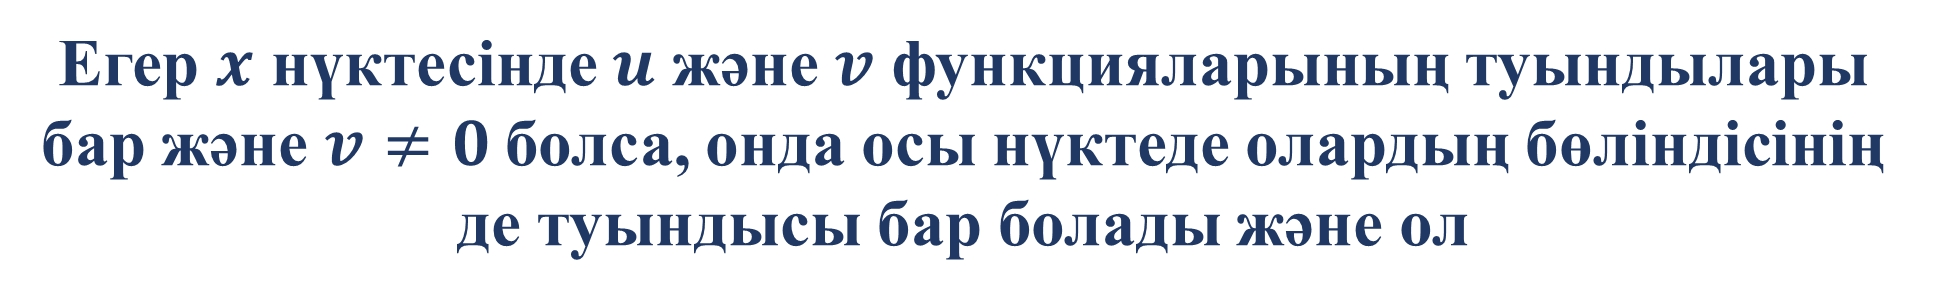 Егер x нүктесінде u және v функцияларының туындылары
бар және v ≠ 0 болса, онда осы нүктеде олардың бөліндісінің
де туындысы бар болады және ол